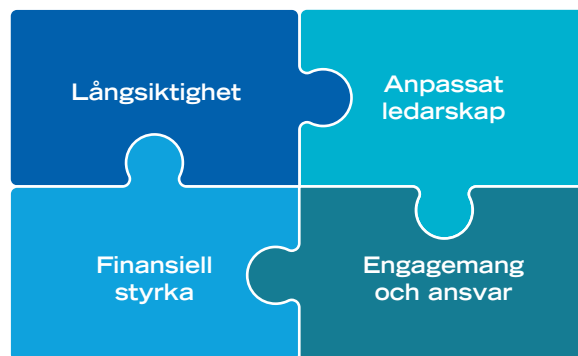 Långsiktighet
Anpassat
ledarskap
Finansiell
styrka
Engagemang
och ansvar